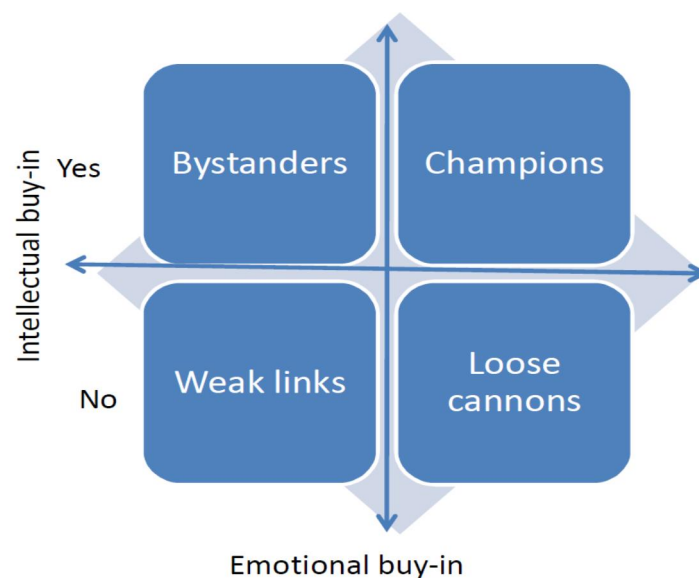 Intellectual buy-in
Yes
Bystanders
Champions
No
Weak links
Loose
cannons
Emotional buy-in